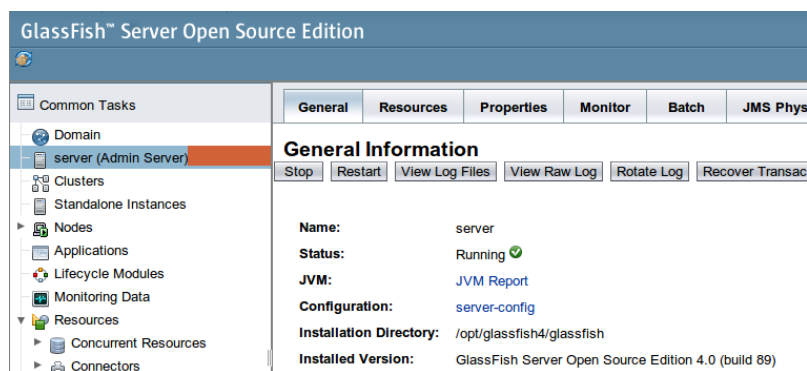 GlassFish™ Server Open Source Edition
Common Tasks
Domain
server (Admin Server)
Clusters
Standalone Instances
Nodes
Applications
Lifecycle Modules
Monitoring Data
Resources
Concurrent Resources
Connectors
General Resources Properties Monitor Batch JMS Phys
General Information
Stop Restart View Log Files View Raw Log Rotate Log Recover Transac
Name: server
Status: Running
JVM: JVM Report
Configuration: server-config
Installation Directory: /opt/glassfish4/glassfish
Installed Version: GlassFish Server Open Source Edition 4.0 (build 89)